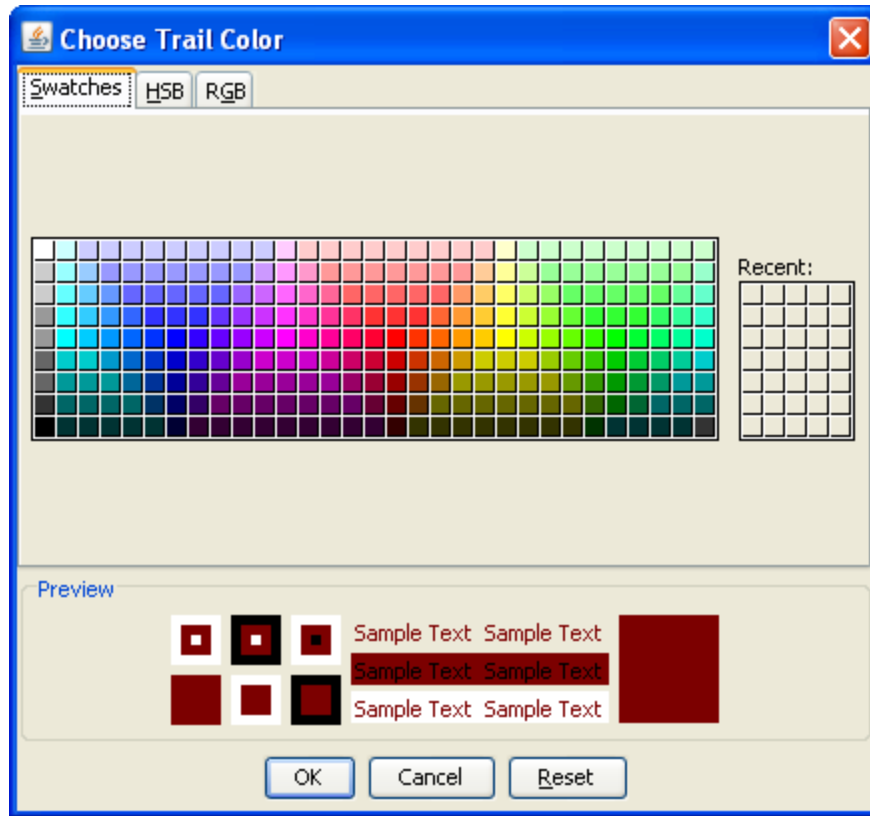 Choose Trail Color
Swatches HSB RGB
Recent:
Preview
Sample Text Sample Text
Sample Text Sample Text
Sample Text Sample Text
OK Cancel Reset